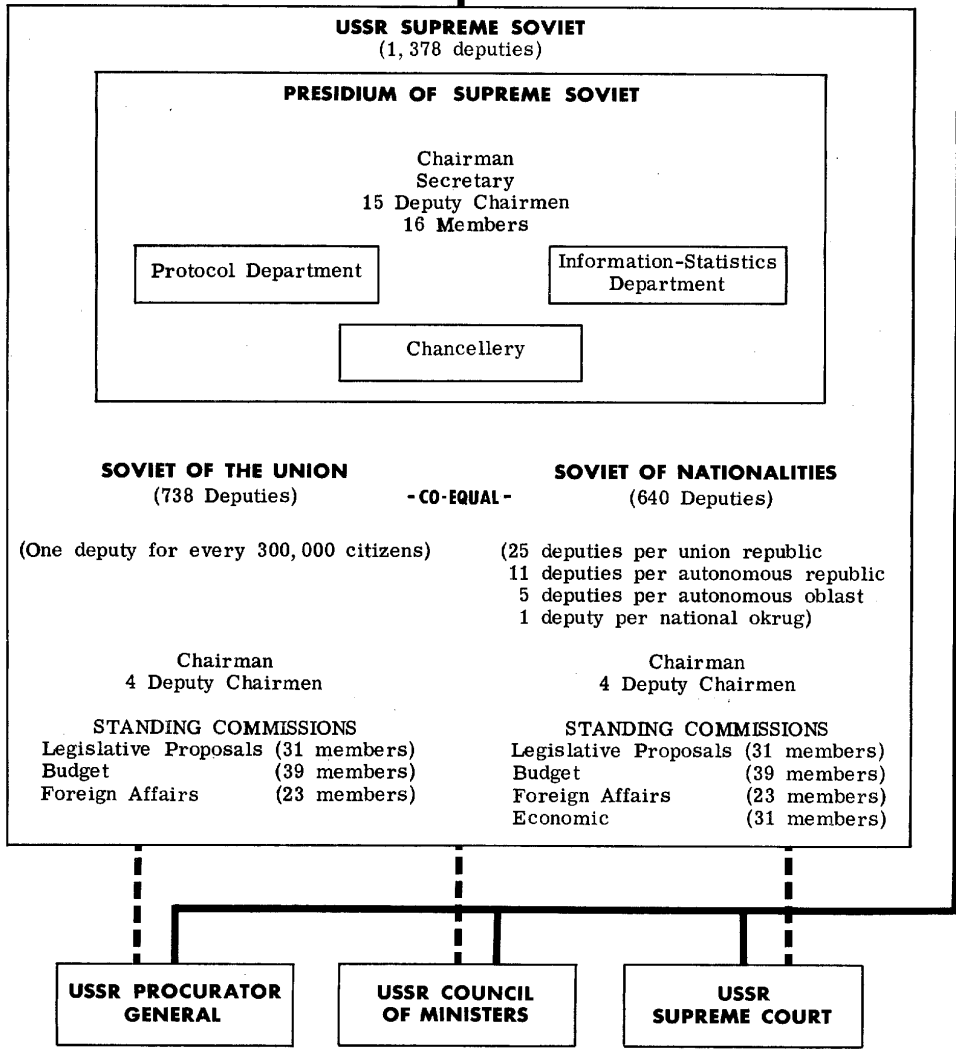 USSR SUPREME SOVIET
(1,378 deputies)
PRESIDIUM OF SUPREME SOVIET
Chairman
Secretary
15 Deputy Chairmen
16 Members
Protocol Department
Information-Statistics
Department
Chancellery
SOVIET OF THE UNION
(738 Deputies)
-CO-EQUAL-
SOVIET OF NATIONALITIES
(640 Deputies)
(One deputy for every 300,000 citizens)
(25 deputies per union republic
11 deputies per autonomous republic
5 deputies per autonomous oblast
1 deputy per national okrug)
Chairman
4 Deputy Chairmen
STANDING COMMISSIONS
Legislative Proposals (31 members)
Budget (39 members)
Foreign Affairs (23 members)
Chairman
4 Deputy Chairmen
STANDING COMMISSIONS
Legislative Proposals (31 members)
Budget (39 members)
Foreign Affairs (23 members)
Economic (31 members)
USSR PROCURATOR
GENERAL
USSR COUNCIL
OF MINISTERS
USSR
SUPREME COURT